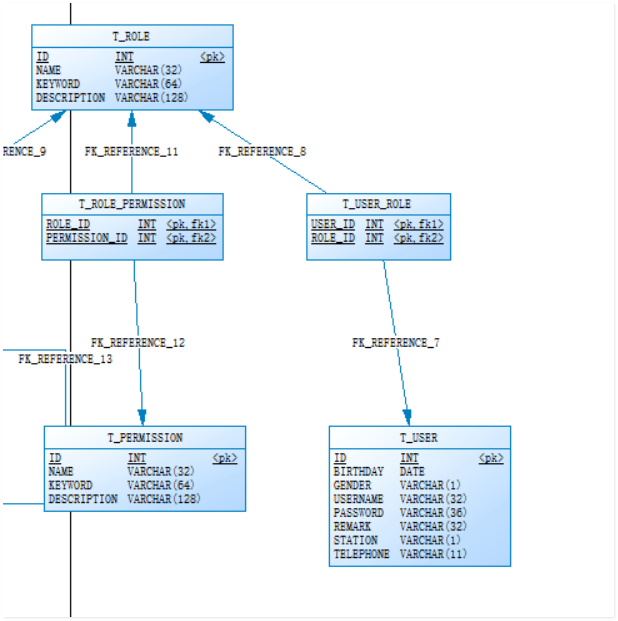 T_ROLE
ID INT <pk>
NAME VARCHAR(32)
KEYWORD VARCHAR(64)
DESCRIPTION VARCHAR(128)
RENCE_9
FK_REFERENCE_11
FK_REFERENCE_8
T_ROLE_PERMISSION
ROLE_ID INT <pk,fk1>
PERMISSION_ID INT <pk,fk2>
T_USER_ROLE
USER_ID INT <pk,fk1>
ROLE_ID INT <pk,fk2>
FK_REFERENCE_12
FK_REFERENCE_7
FK_REFERENCE_13
T_PERMISSION
ID INT <pk>
NAME VARCHAR(32)
KEYWORD VARCHAR(64)
DESCRIPTION VARCHAR(128)
T_USER
ID INT <pk>
BIRTHDAY DATE
GENDER VARCHAR(1)
USERNAME VARCHAR(32)
PASSWORD VARCHAR(36)
REMARK VARCHAR(32)
STATION VARCHAR(1)
TELEPHONE VARCHAR(11)